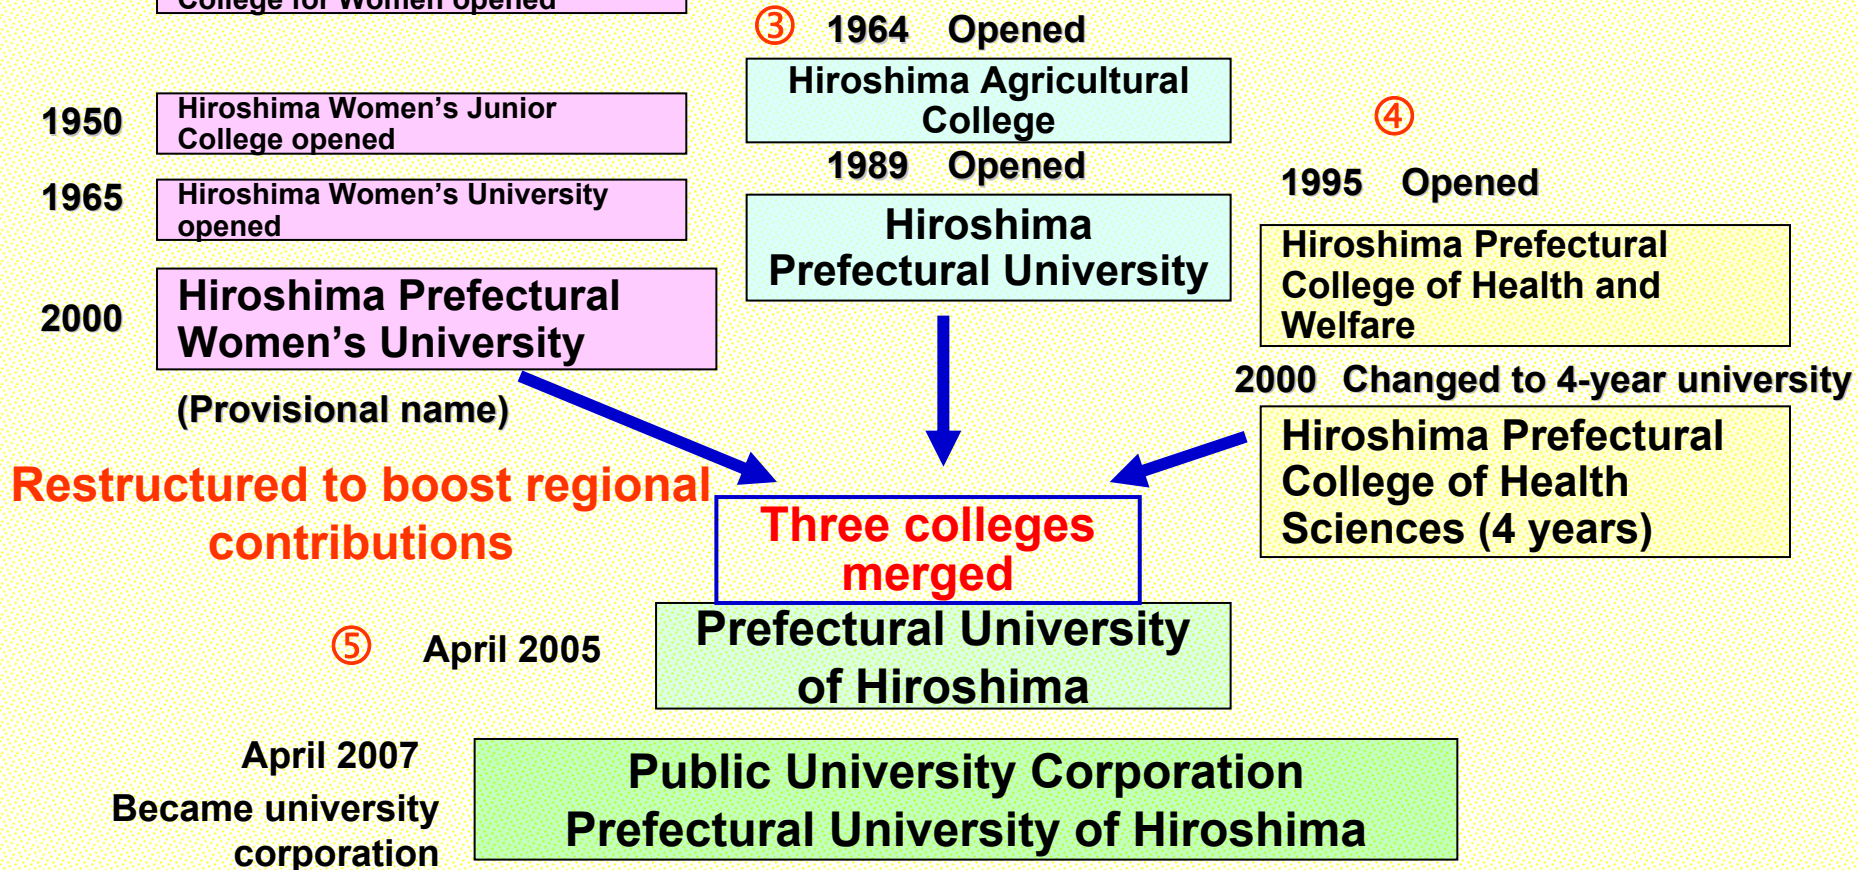 College for Women opened
③ 1964 Opened
Hiroshima Agricultural
College
1950
Hiroshima Women's Junior
College opened
④
1989 Opened
1995 Opened
1965
Hiroshima Women's University
opened
Hiroshima
Prefectural University
Hiroshima Prefectural
College of Health and
Welfare
2000
Hiroshima Prefectural
Women's University
2000 Changed to 4-year university
(Provisional name)
Hiroshima Prefectural
College of Health
Sciences (4 years)
Restructured to boost regional
contributions
Three colleges
merged
⑤ April 2005
Prefectural University
of Hiroshima
April 2007
Became university
corporation
Public University Corporation
Prefectural University of Hiroshima